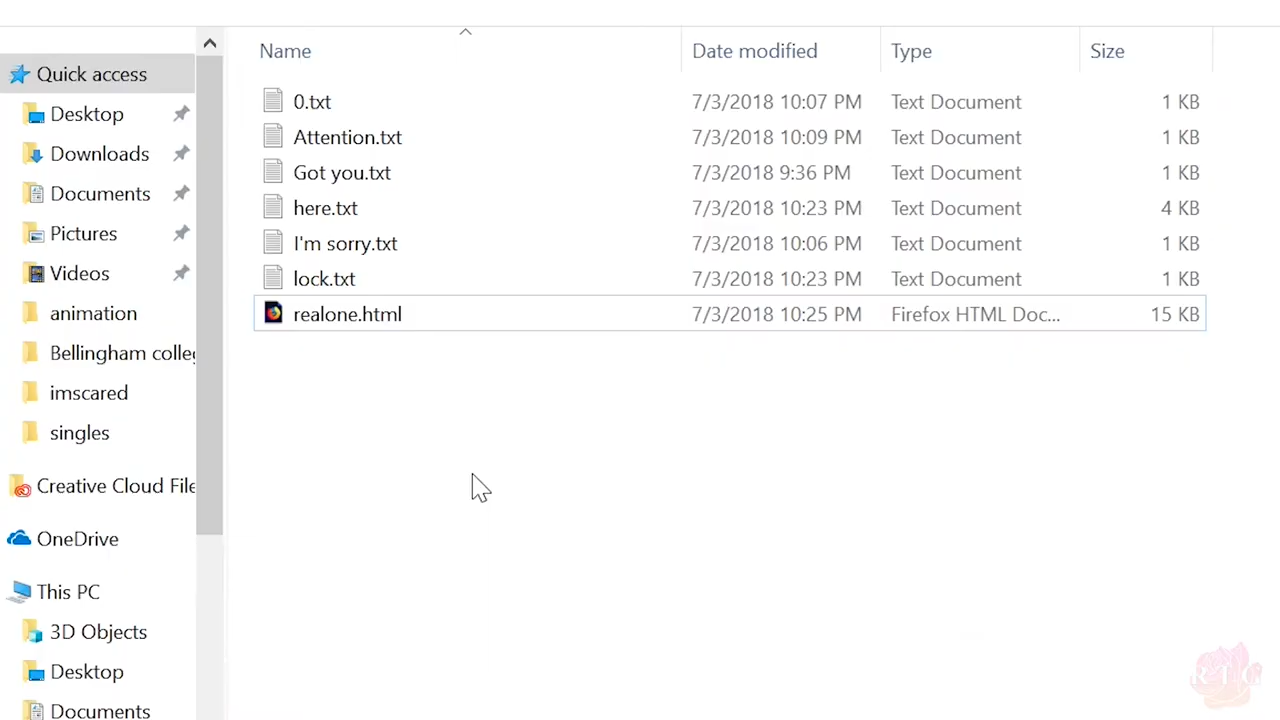 Name Date modified Type Size
Quick access
0.txt 7/3/2018 10:07 PM Text Document 1 KB
Desktop
Attention.txt 7/3/2018 10:09 PM Text Document 1 KB
Downloads
Got you.txt 7/3/2018 9:36 PM Text Document 1 KB
Documents
here.txt 7/3/2018 10:23 PM Text Document 4 KB
Pictures
I'm sorry.txt 7/3/2018 10:06 PM Text Document 1 KB
Videos
lock.txt 7/3/2018 10:23 PM Text Document 1 KB
animation
realone.html 7/3/2018 10:25 PM Firefox HTML Doc... 15 KB
Bellingham colleg
imscared
singles
Creative Cloud File
OneDrive
This PC
3D Objects
Desktop
Documents
RTG